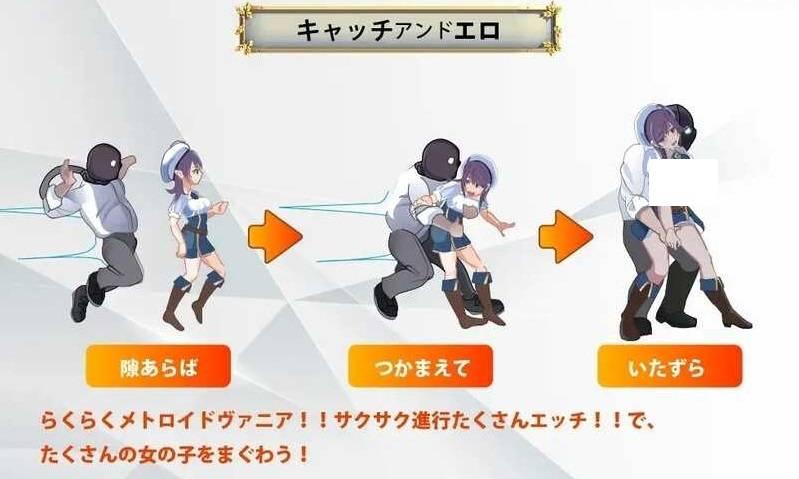 キャッチアンドエロ
隙あらば
つかまえて
いたずら
らくらくメトロイドヴァニア！！サクサク進行たくさんエッチ！！で、
たくさんの女の子をまぐわう！